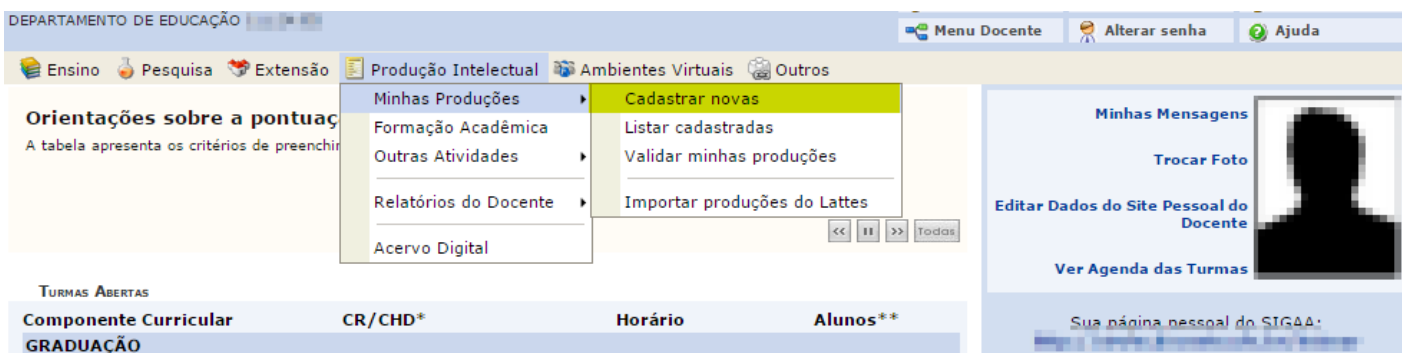 DEPARTAMENTO DE EDUCAÇÃO
Menu Docente Alterar senha Ajuda
Ensino Pesquisa Extensão Produção Intelectual Ambientes Virtuais Outros
Minhas Produções
Formação Acadêmica
Outras Atividades
Relatórios do Docente
Acervo Digital
Cadastrar novas
Listar cadastradas
Validar minhas produções
Importar produções do Lattes
Orientações sobre a
A tabela apresenta os critérios de
<< II >> Todas
Minhas Mensagens
Trocar Foto
Editar Dados do Site Pessoal do
Docente
Ver Agenda das Turmas
Turmas Abertas
Componente Curricular CR/CHD* Horário Alunos**
GRADUAÇÃO
Sua página pessoal do SIGAA: